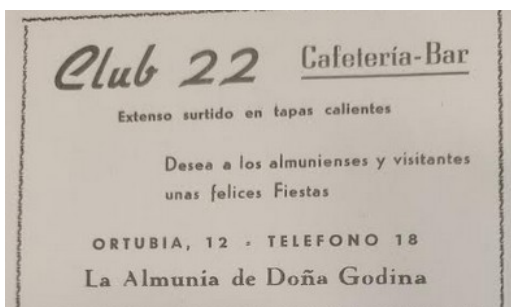 Club 22 Cafetería-Bar
Extenso surtido en tapas calientes
Desea a los almunienses y visitantes
unas felices Fiestas
ORTUBIA, 12 - TELEFONO 18
La Almunia de Doña Godina